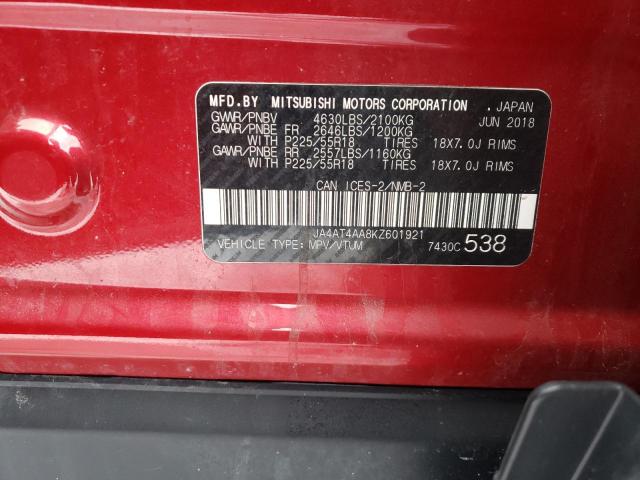 MFD.BY MITSUBISHI MOTORS CORPORATION . JAPAN
GVWR/PNBV 4630LBS/2100KG JUN 2018
GAWR/PNBE FR 2646LBS/1200KG
WITH P225/55R18 TIRES 18X7.0J RIMS
GAWR/PNBE RR 2557LBS/1160KG
WITH P225/55R18 TIRES 18X7.0J RIMS
CAN ICES-2/NMB-2
JA4AT4AA8KZ601921
VEHICLE TYPE: MPV/VTUM 7430C 538